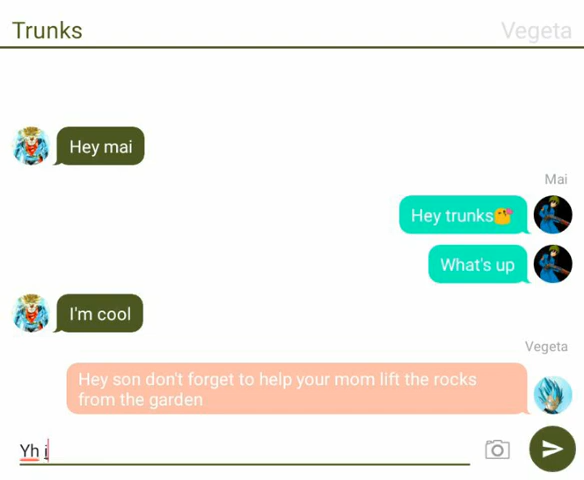 Trunks
Vegeta
Hey mai
Mai
Hey trunks😘
What's up
I'm cool
Vegeta
Hey son don't forget to help your mom lift the rocks
from the garden
Yh i